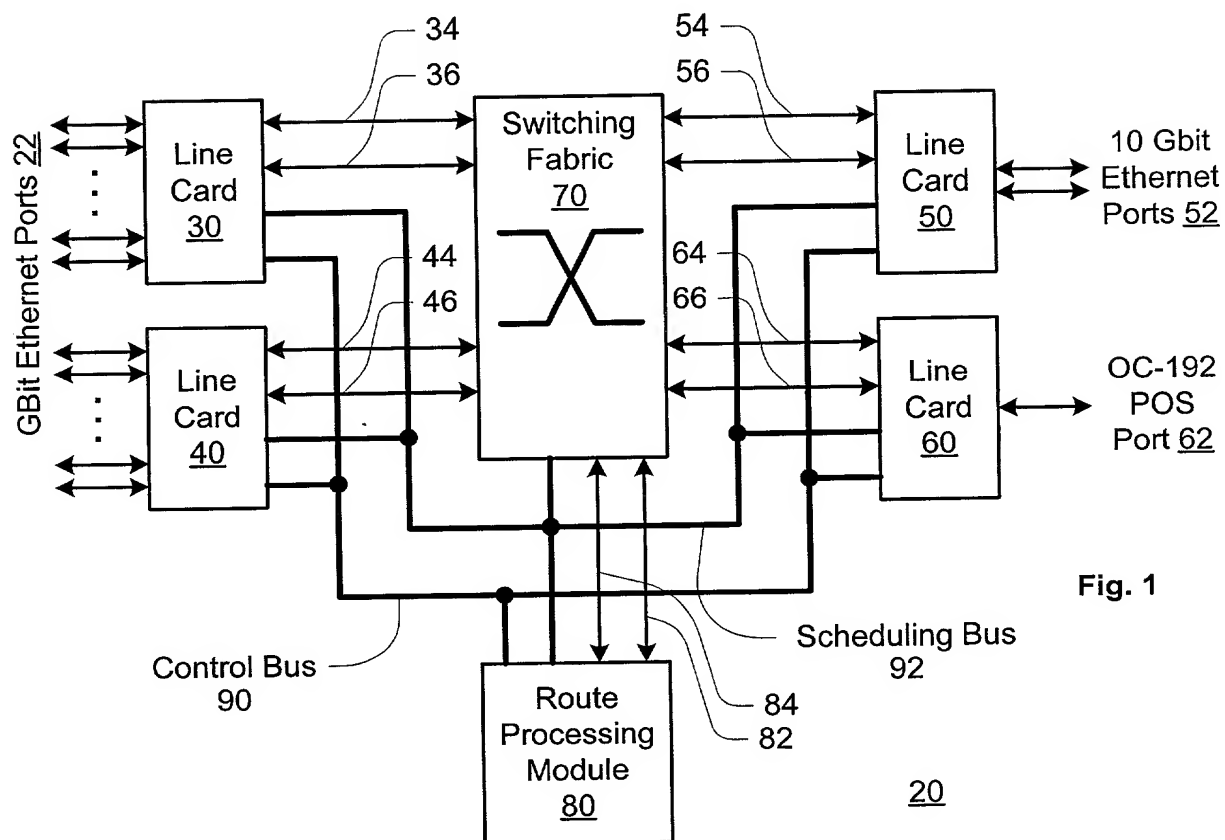 34
36
54
56
GBit Ethernet Ports 22
Line
Card
30
Switching
Fabric
70
Line
Card
50
10 Gbit
Ethernet
Ports 52
44
46
64
66
Line
Card
40
Line
Card
60
OC-192
POS
Port 62
Fig. 1
Control Bus
90
Scheduling Bus
92
Route
Processing
Module
80
84
82
20